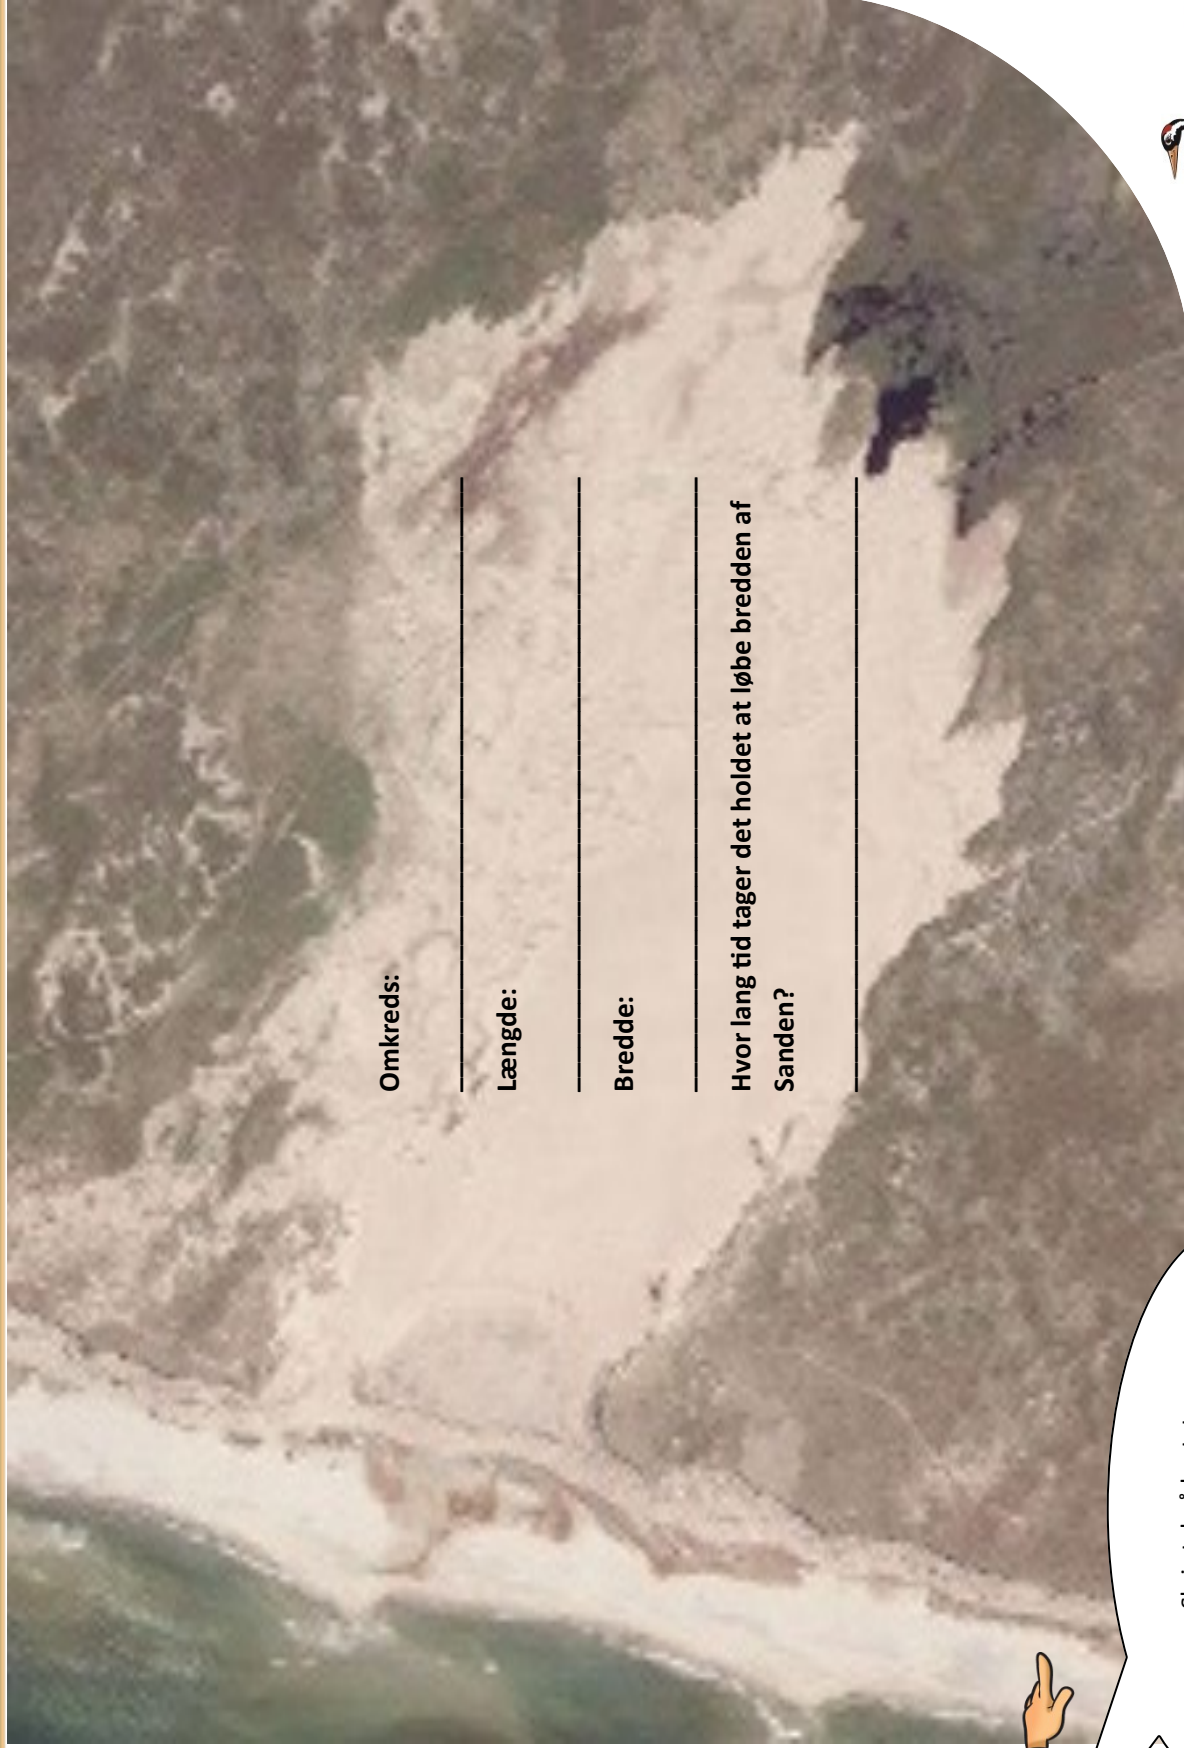 Omkreds:
Længde:
Bredde:
Hvor lang tid tager det holdet at løbe bredden af
Sanden?